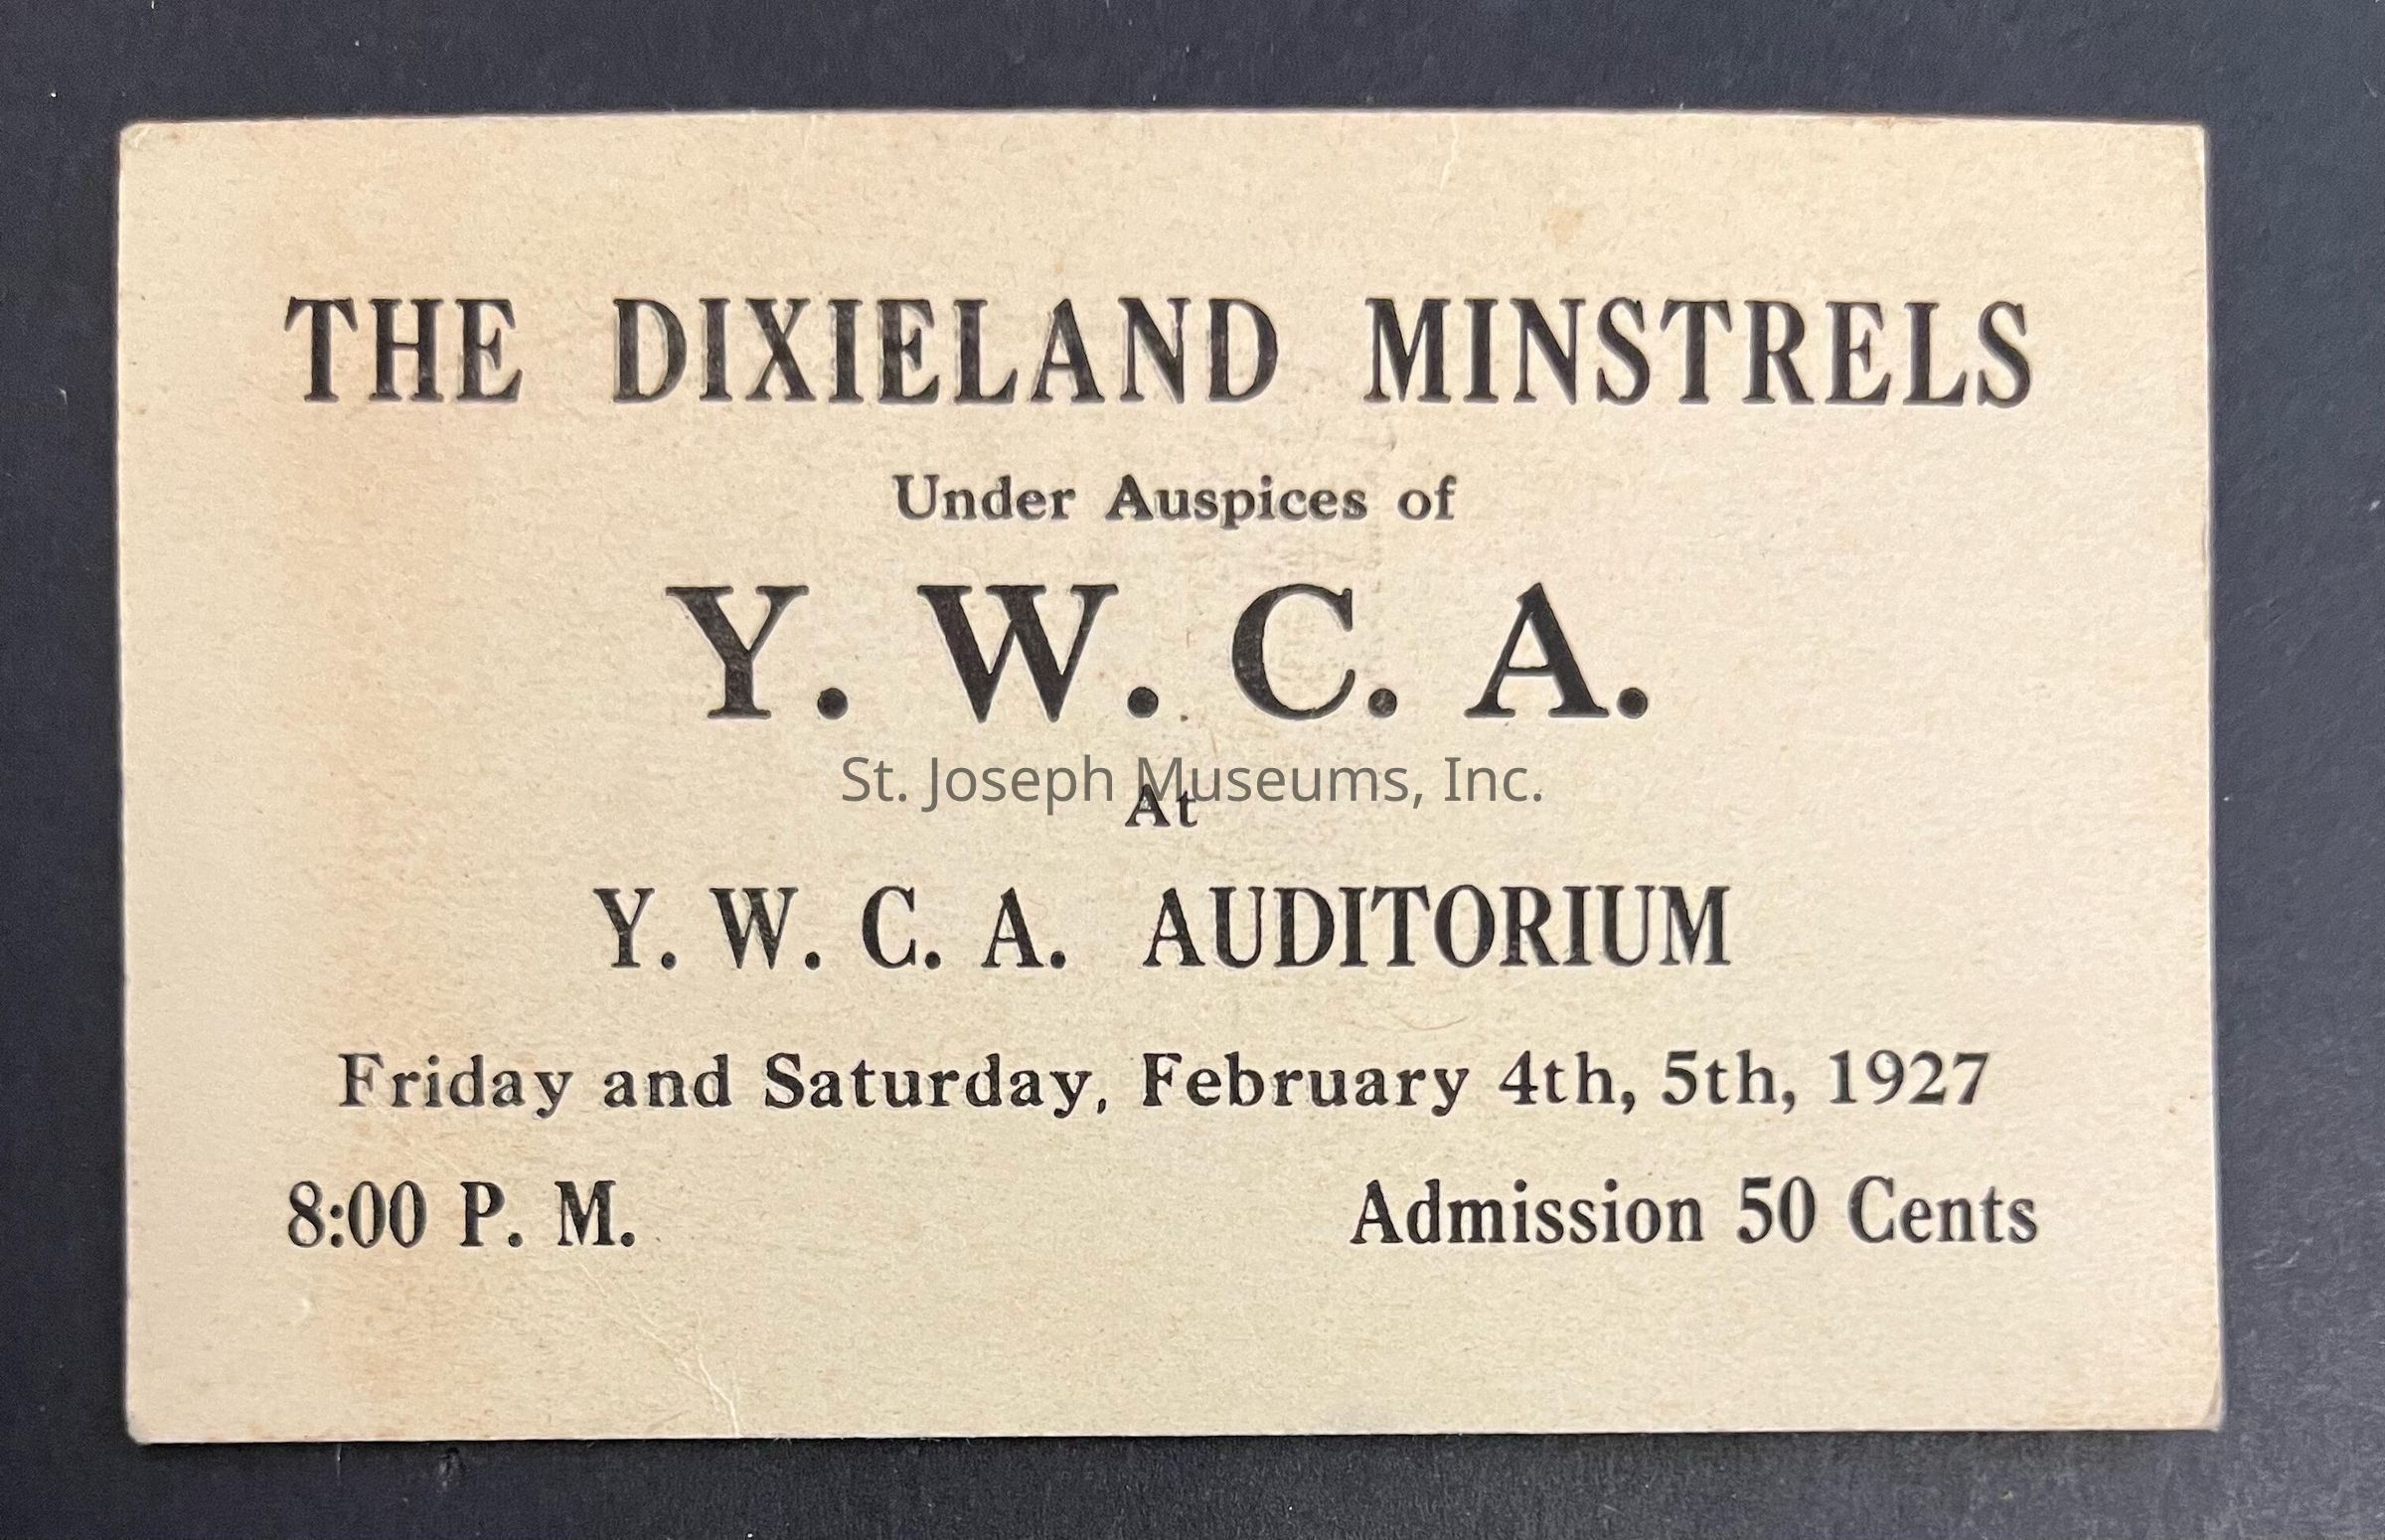 THE DIXIELAND MINSTRELS
Under Auspices of
Y. W. C. A.
St. Joseph Museums, Inc.
At
Y. W. C. A. AUDITORIUM
Friday and Saturday, February 4th, 5th, 1927
8:00 P. M. Admission 50 Cents